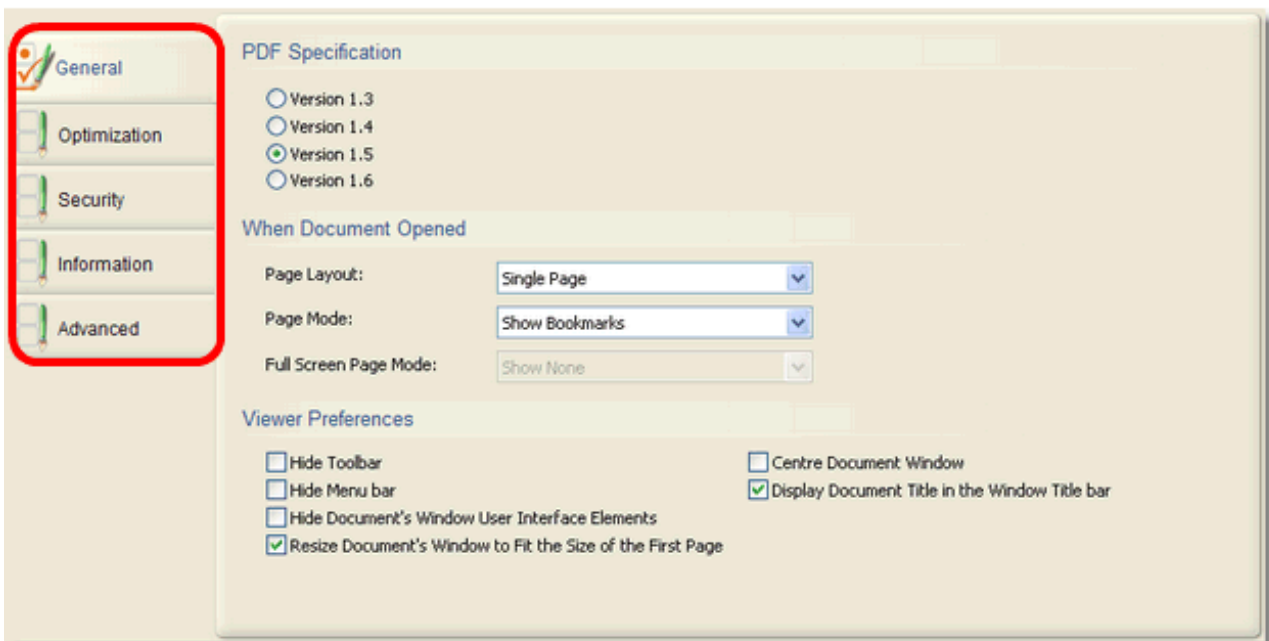 General
Optimization
Security
Information
Advanced
PDF Specification
Version 1.3
Version 1.4
Version 1.5
Version 1.6
When Document Opened
Page Layout: Single Page
Page Mode: Show Bookmarks
Full Screen Page Mode: Show None
Viewer Preferences
Hide Toolbar
Hide Menu bar
Hide Document's Window User Interface Elements
Resize Document's Window to Fit the Size of the First Page
Centre Document Window
Display Document Title in the Window Title bar